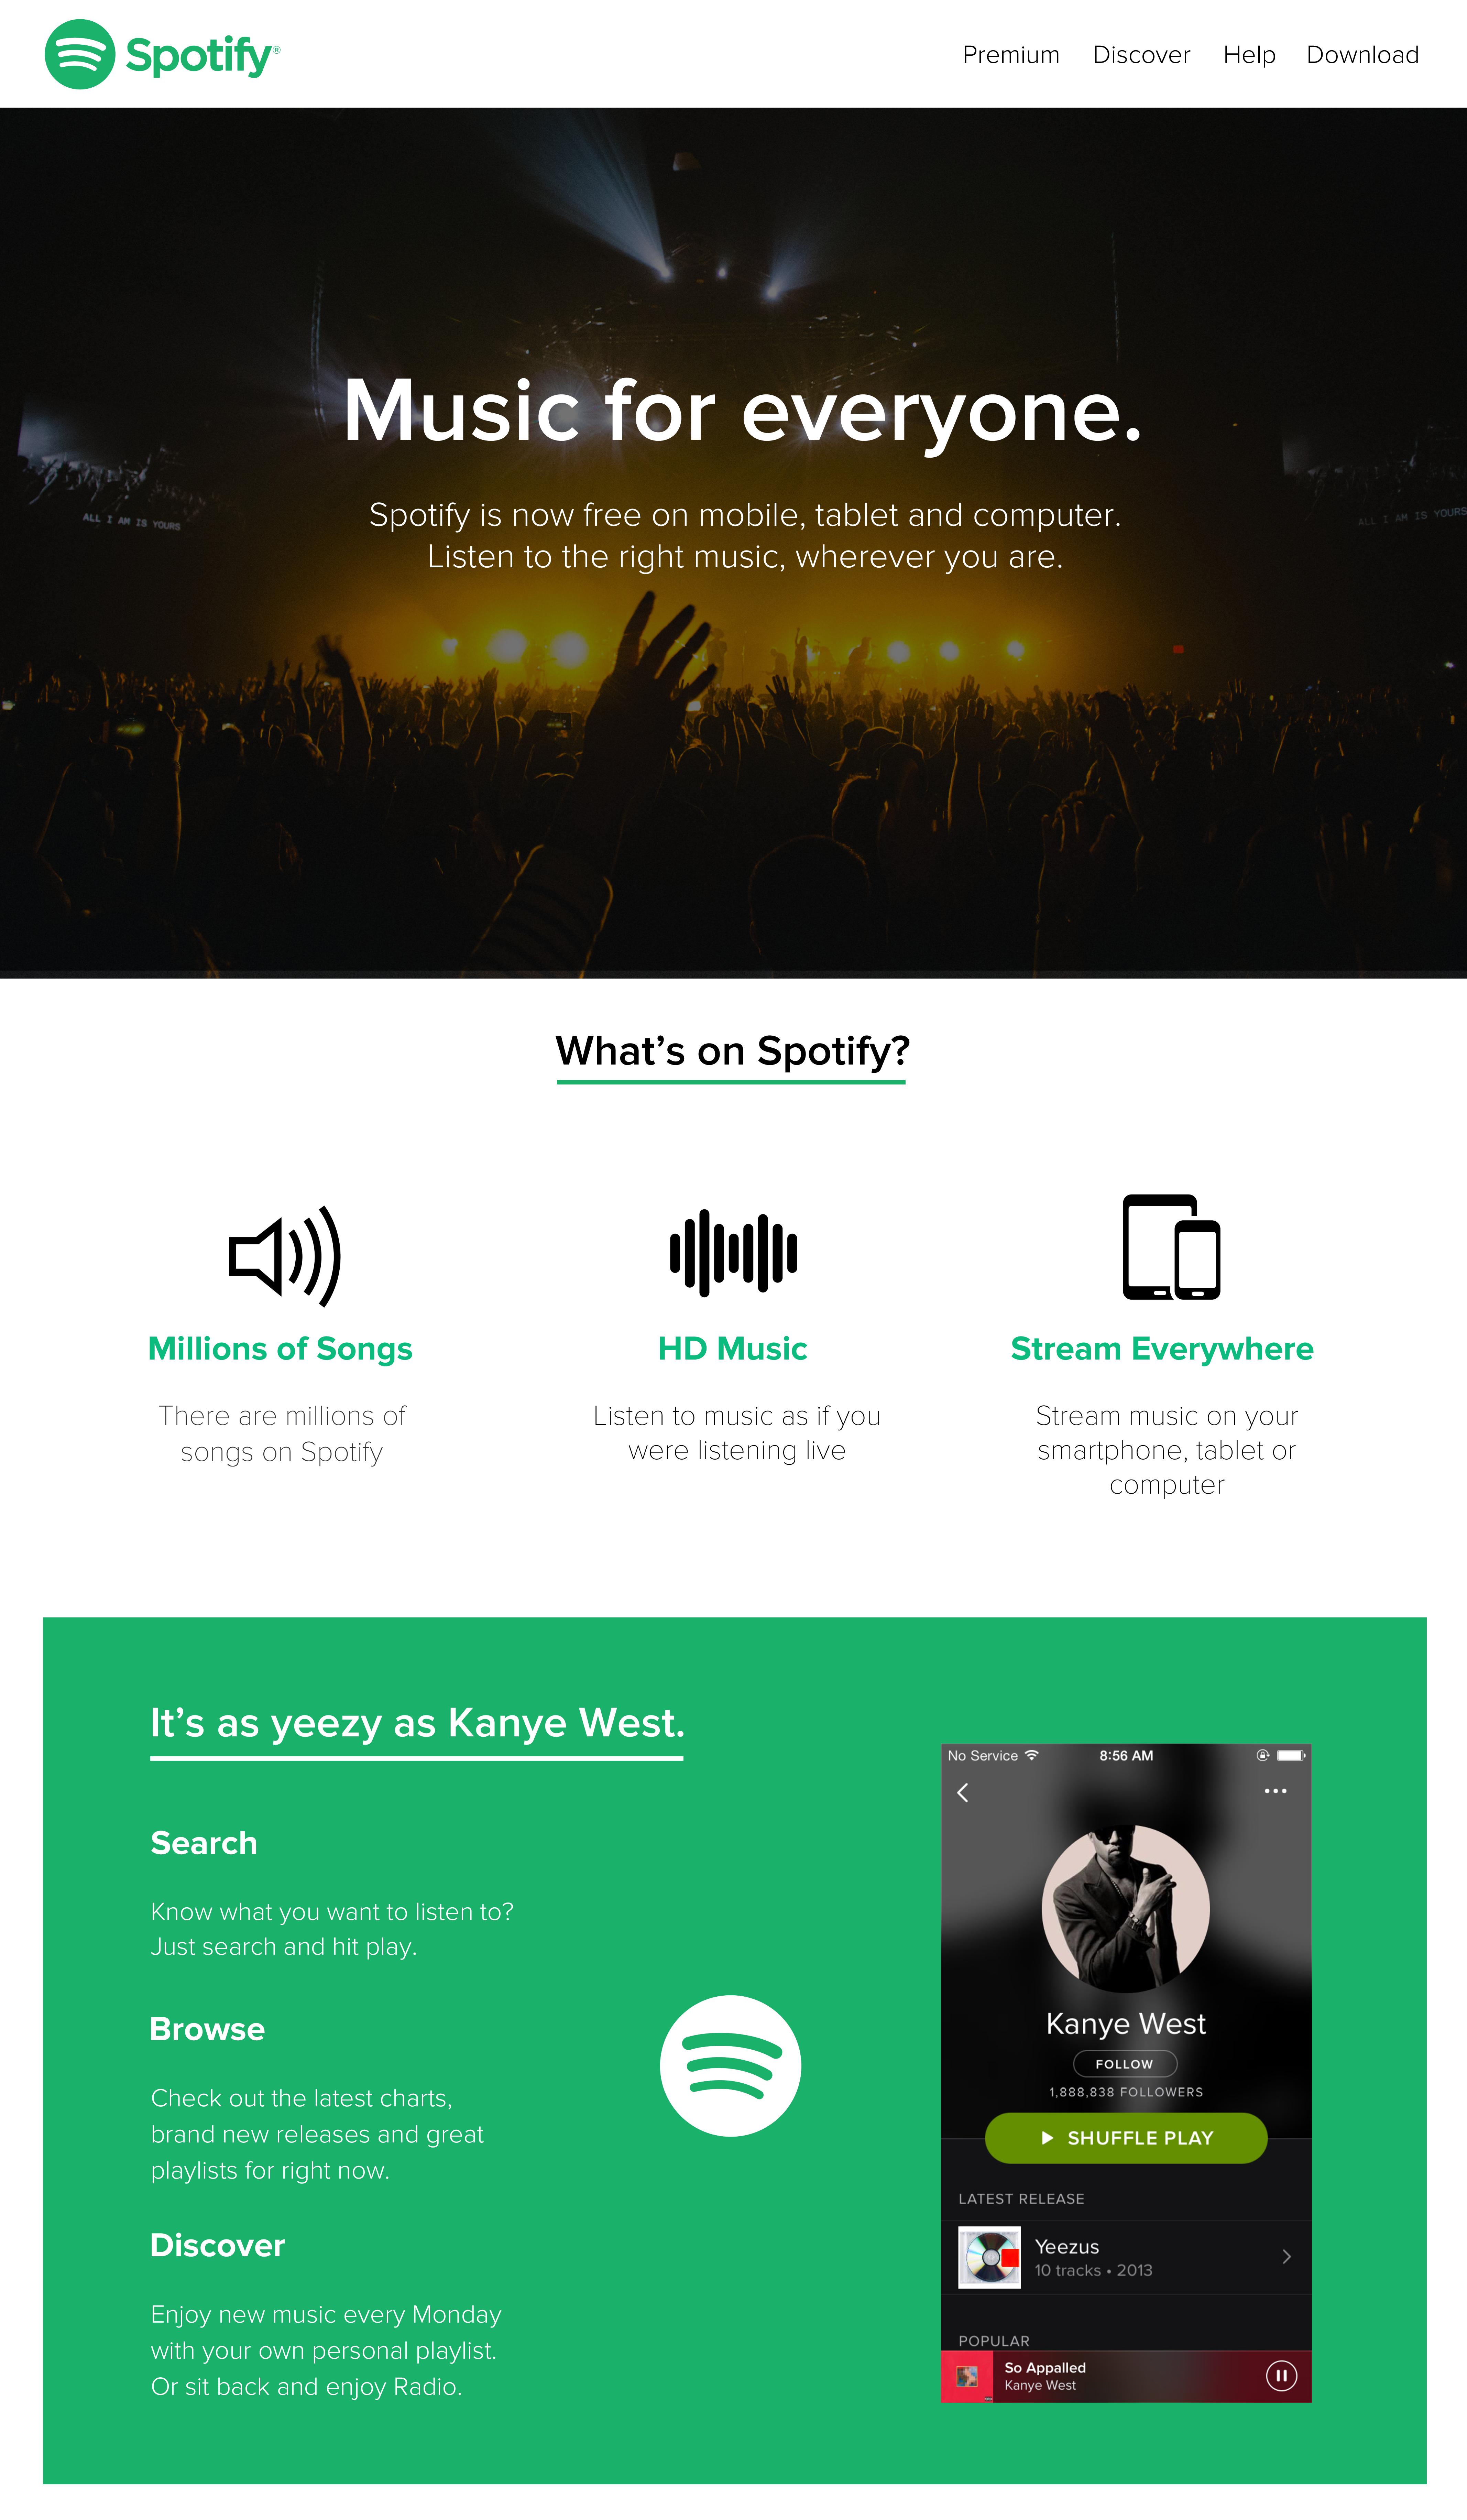 Spotify®
Premium Discover Help Download
Music for everyone.
Spotify is now free on mobile, tablet and computer.
Listen to the right music, wherever you are.
ALL I AM IS YOURS
ALL I AM IS YOURS
What's on Spotify?
Millions of Songs
There are millions of
songs on Spotify
HD Music
Listen to music as if you
were listening live
Stream Everywhere
Stream music on your
smartphone, tablet or
computer
It's as yeezy as Kanye West.
Search
Know what you want to listen to?
Just search and hit play.
Browse
Check out the latest charts,
brand new releases and great
playlists for right now.
Discover
Enjoy new music every Monday
with your own personal playlist.
Or sit back and enjoy Radio.
No Service 8:56 AM
Kanye West
FOLLOW
1,888,838 FOLLOWERS
SHUFFLE PLAY
LATEST RELEASE
Yeezus
10 tracks • 2013
POPULAR
So Appalled
Kanye West